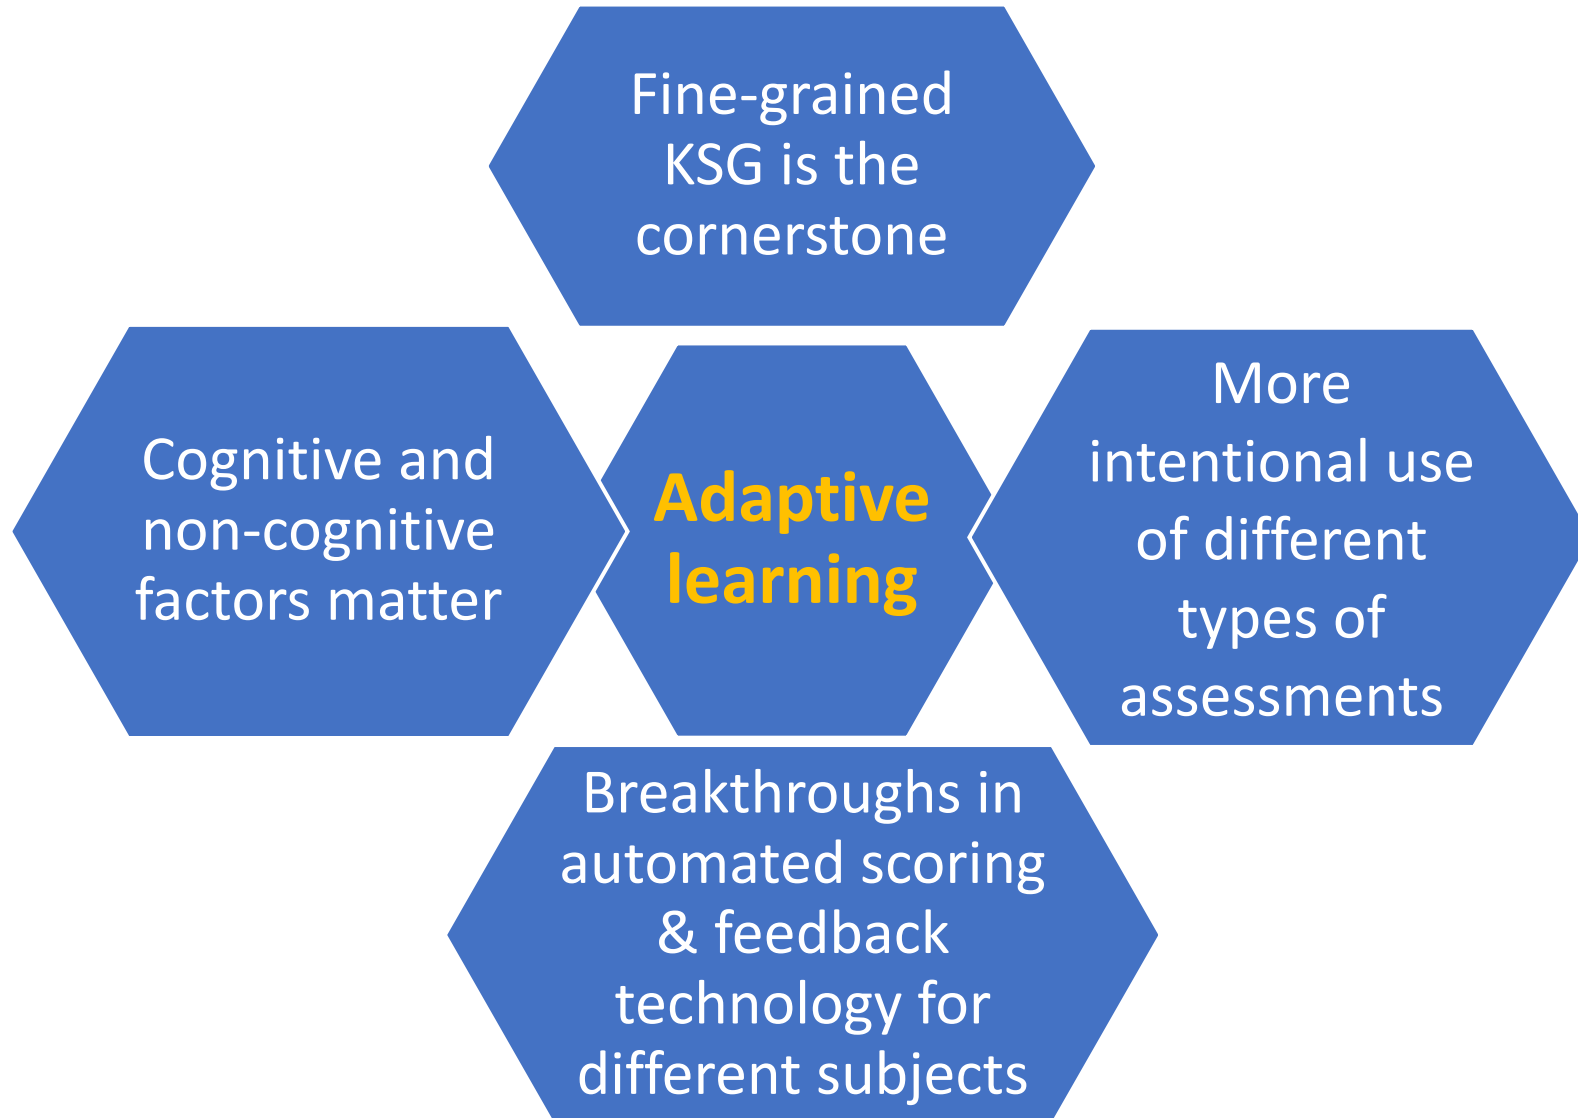 Fine-grained
KSG is the
cornerstone
Cognitive and
non-cognitive
factors matter
Adaptive
learning
More
intentional use
of different
types of
assessments
Breakthroughs in
automated scoring
& feedback
technology for
different subjects